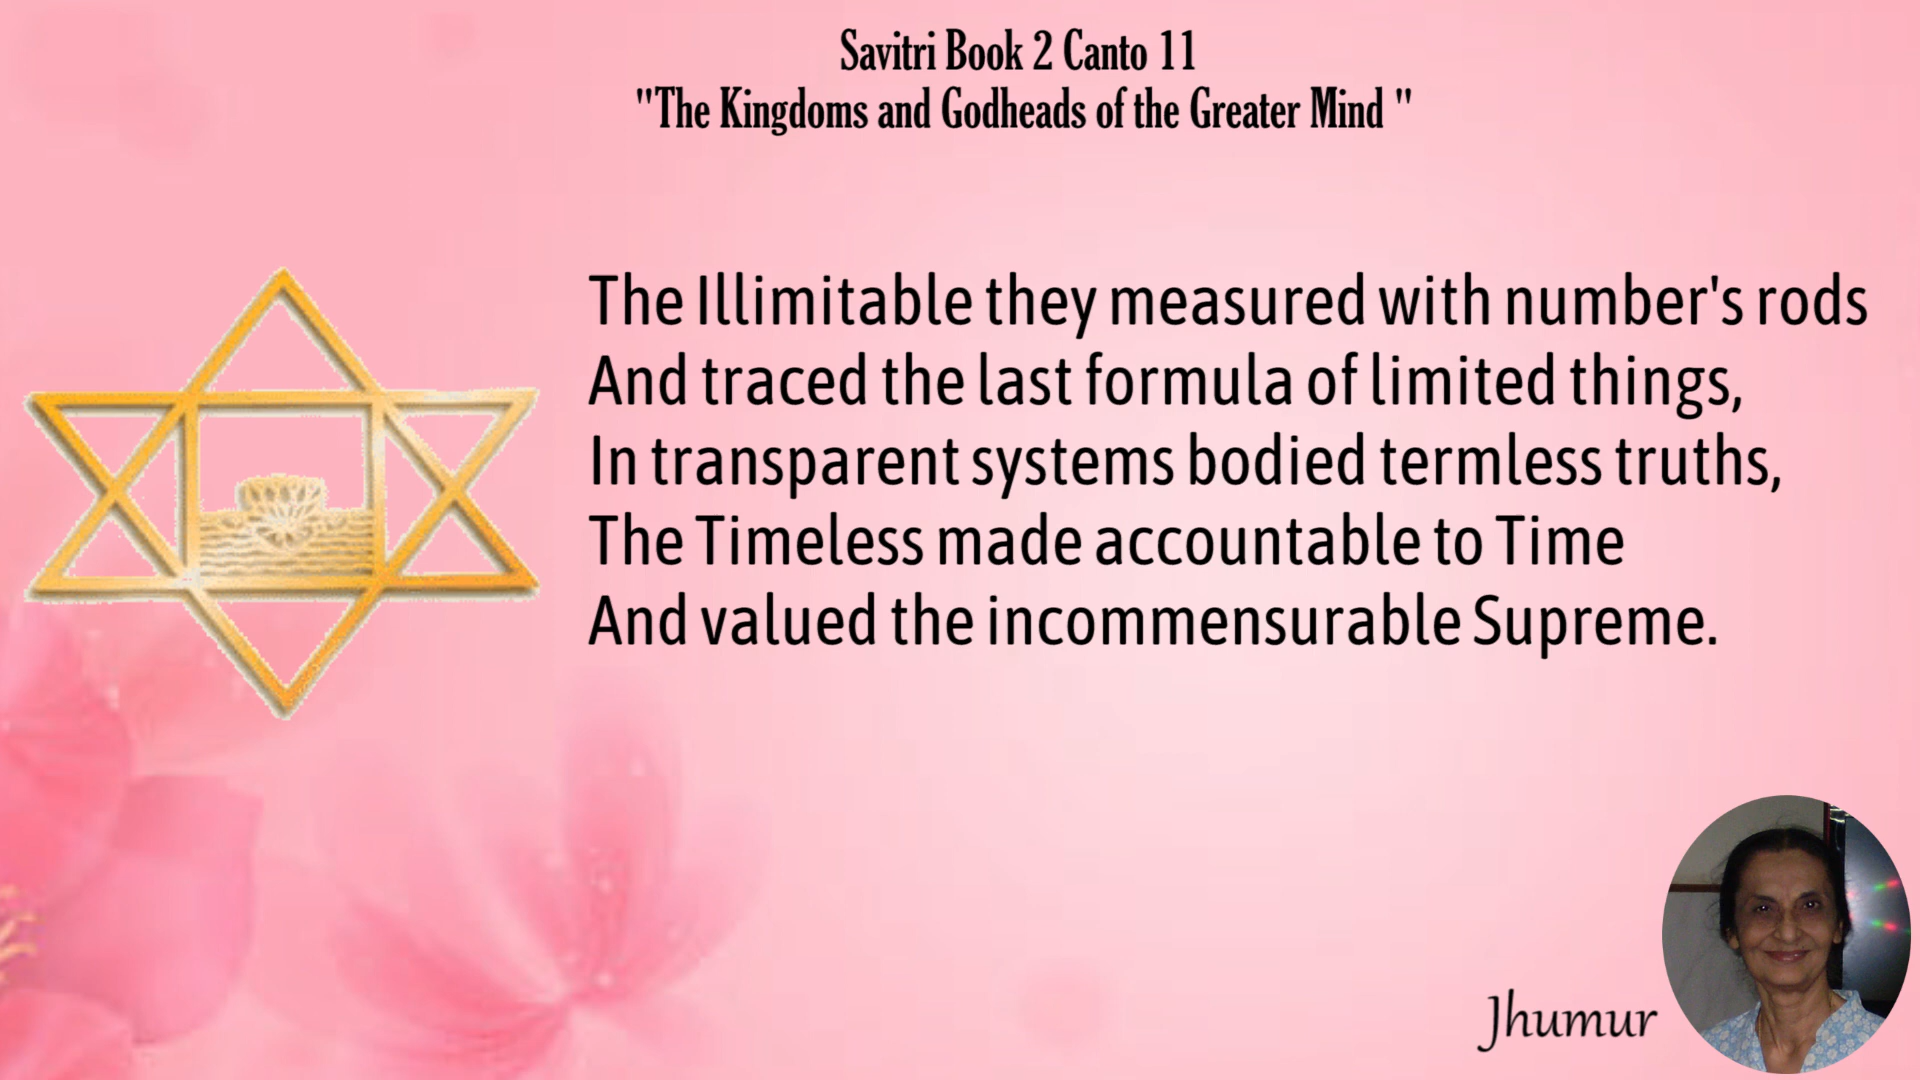 Savitri Book 2 Canto 11
"The Kingdoms and Godheads of the Greater Mind "
The Illimitable they measured with number's rods
And traced the last formula of limited things,
In transparent systems bodied termless truths,
The Timeless made accountable to Time
And valued the incommensurable Supreme.
Jhumur